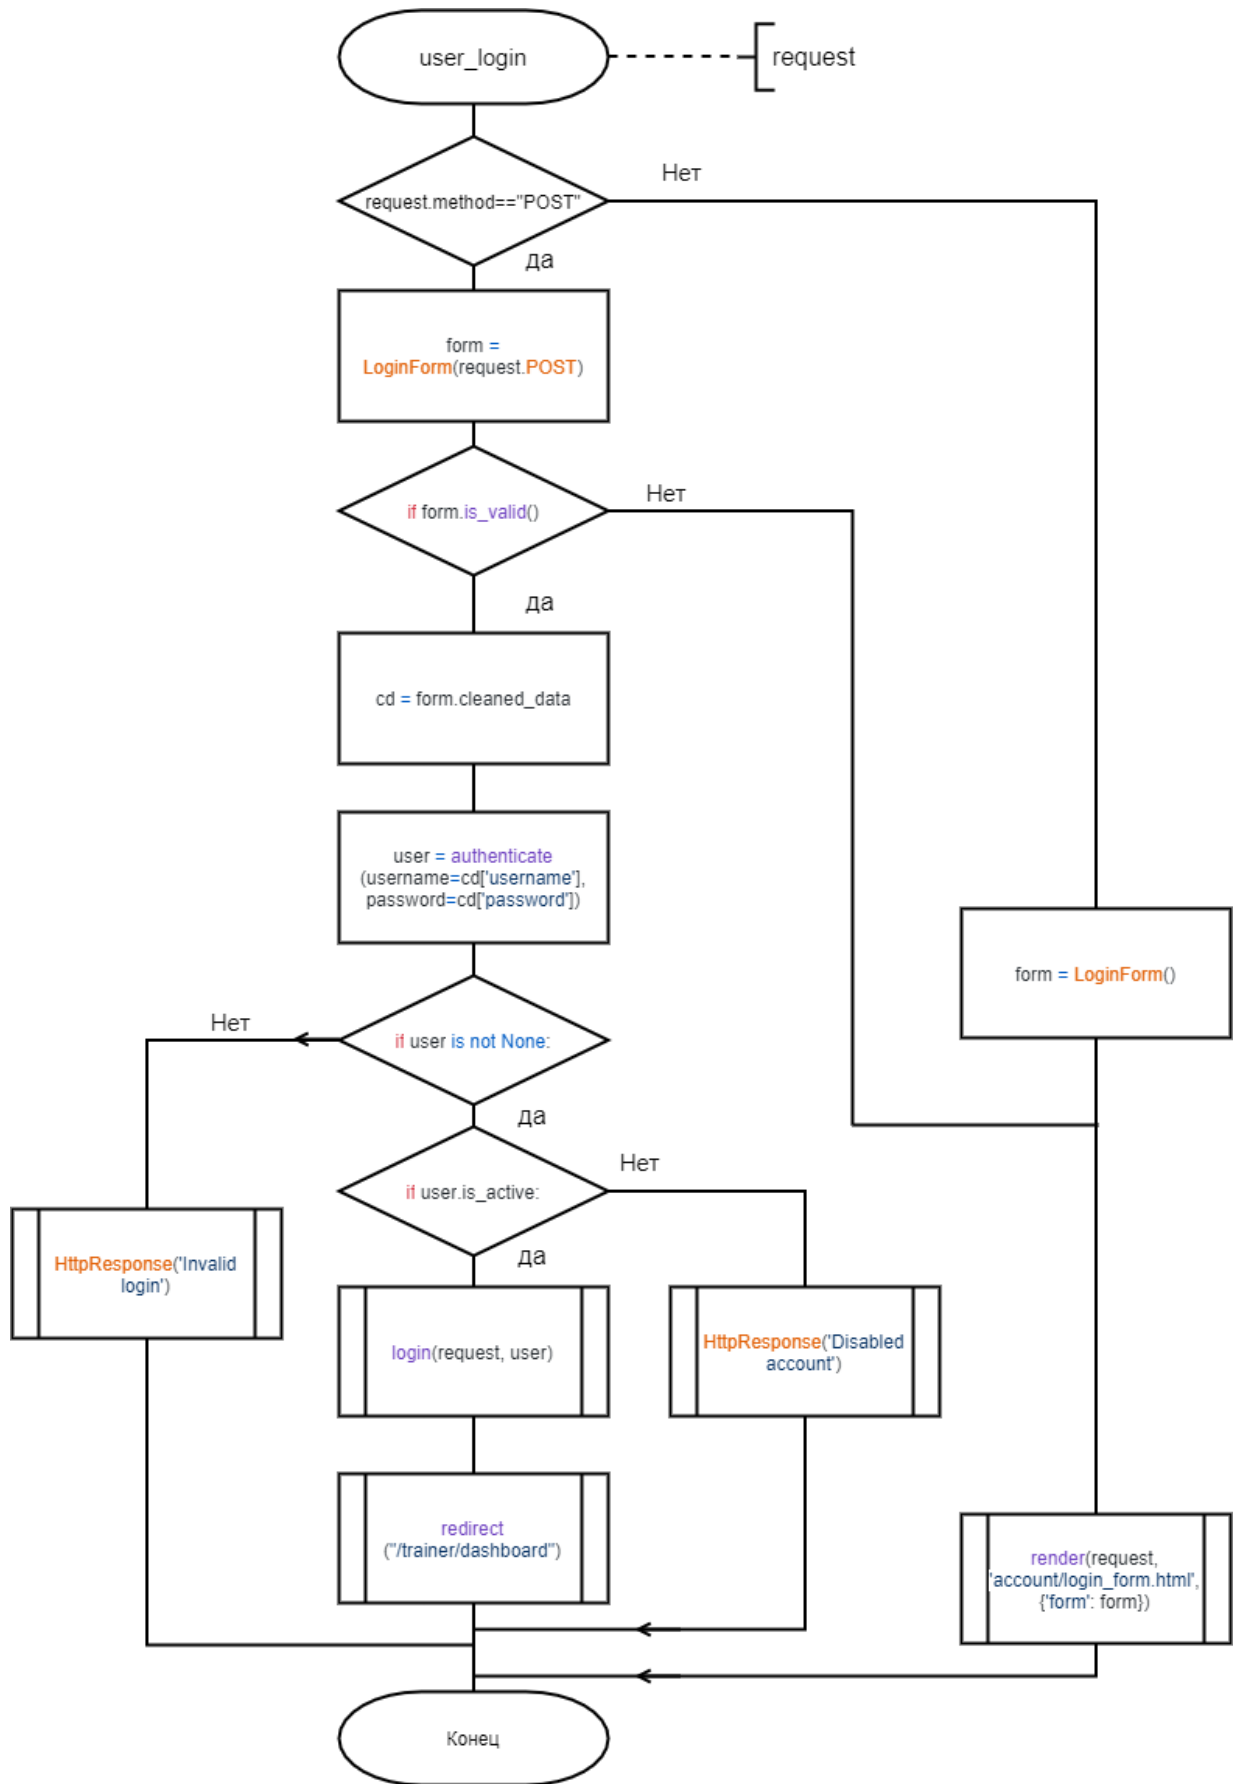 user_login
request
request.method=="POST"
Нет
да
form =
LoginForm(request.POST)
if form.is_valid()
Нет
да
cd = form.cleaned_data
user = authenticate
(username=cd['username'],
password=cd['password'])
form = LoginForm()
Нет
if user is not None:
да
if user.is_active:
Нет
да
HttpResponse('Invalid
login')
login(request, user)
HttpResponse('Disabled
account')
redirect
("/trainer/dashboard")
render(request,
'account/login_form.html',
{'form': form})
Конец